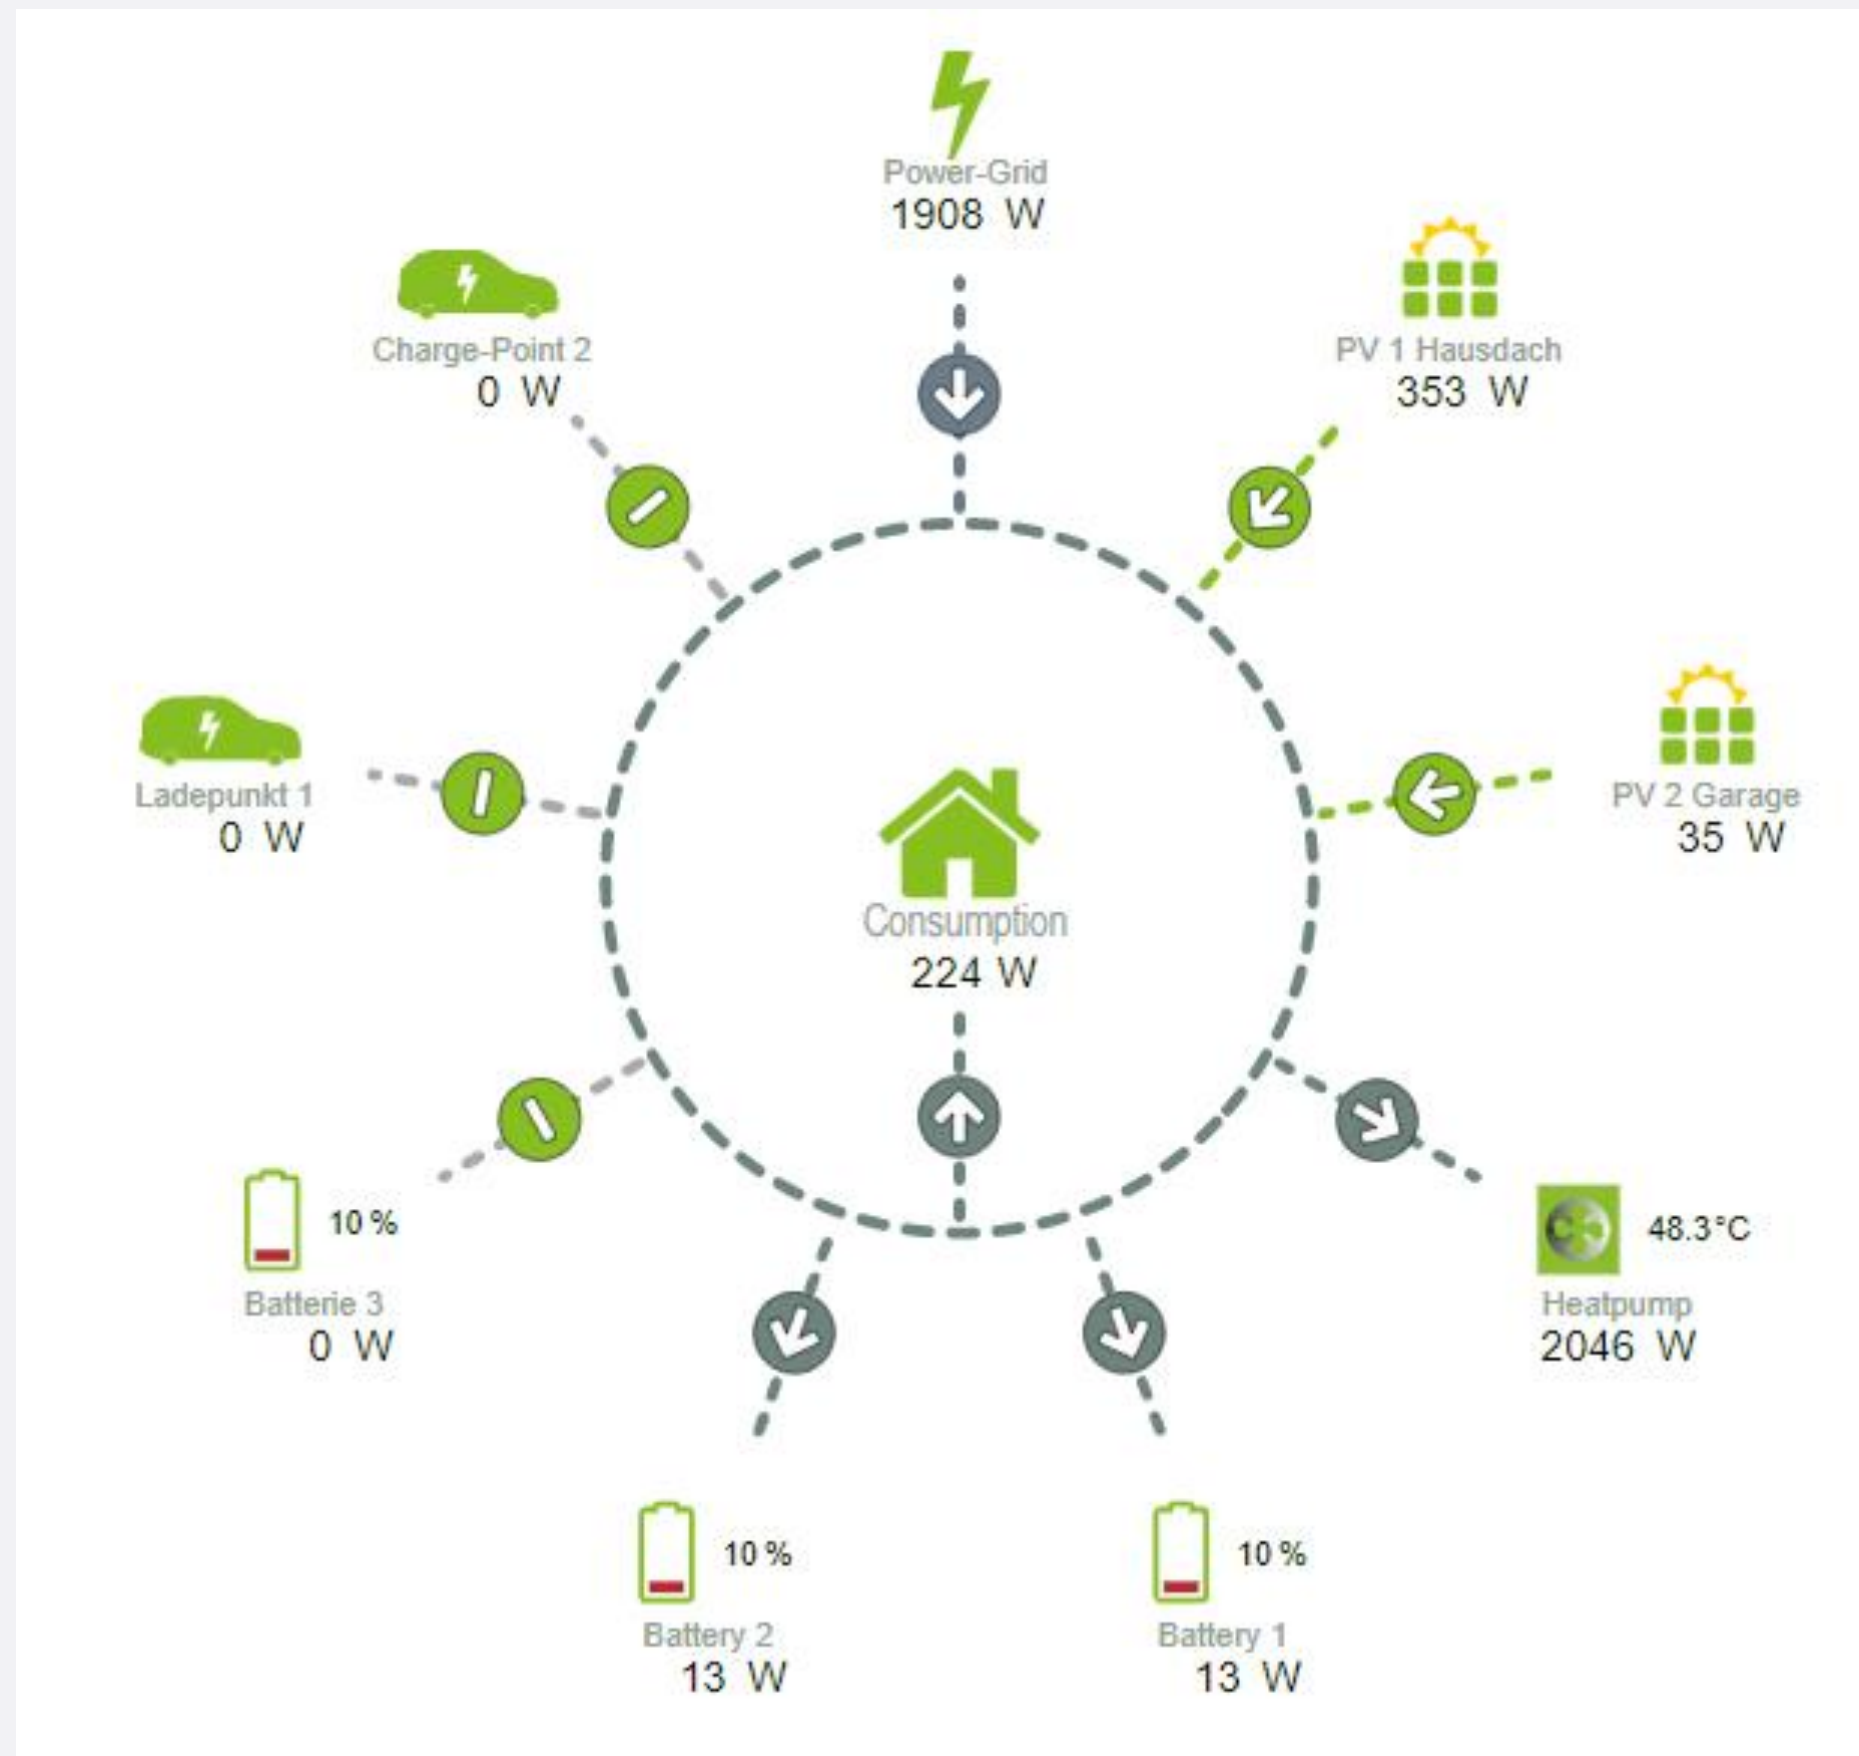 Power-Grid
1908 W
Charge-Point 2
0 W
PV 1 Hausdach
353 W
Ladepunkt 1
0 W
PV 2 Garage
35 W
Consumption
224 W
10 %
Batterie 3
0 W
48.3°C
Heatpump
2046 W
10 %
Battery 2
13 W
10 %
Battery 1
13 W